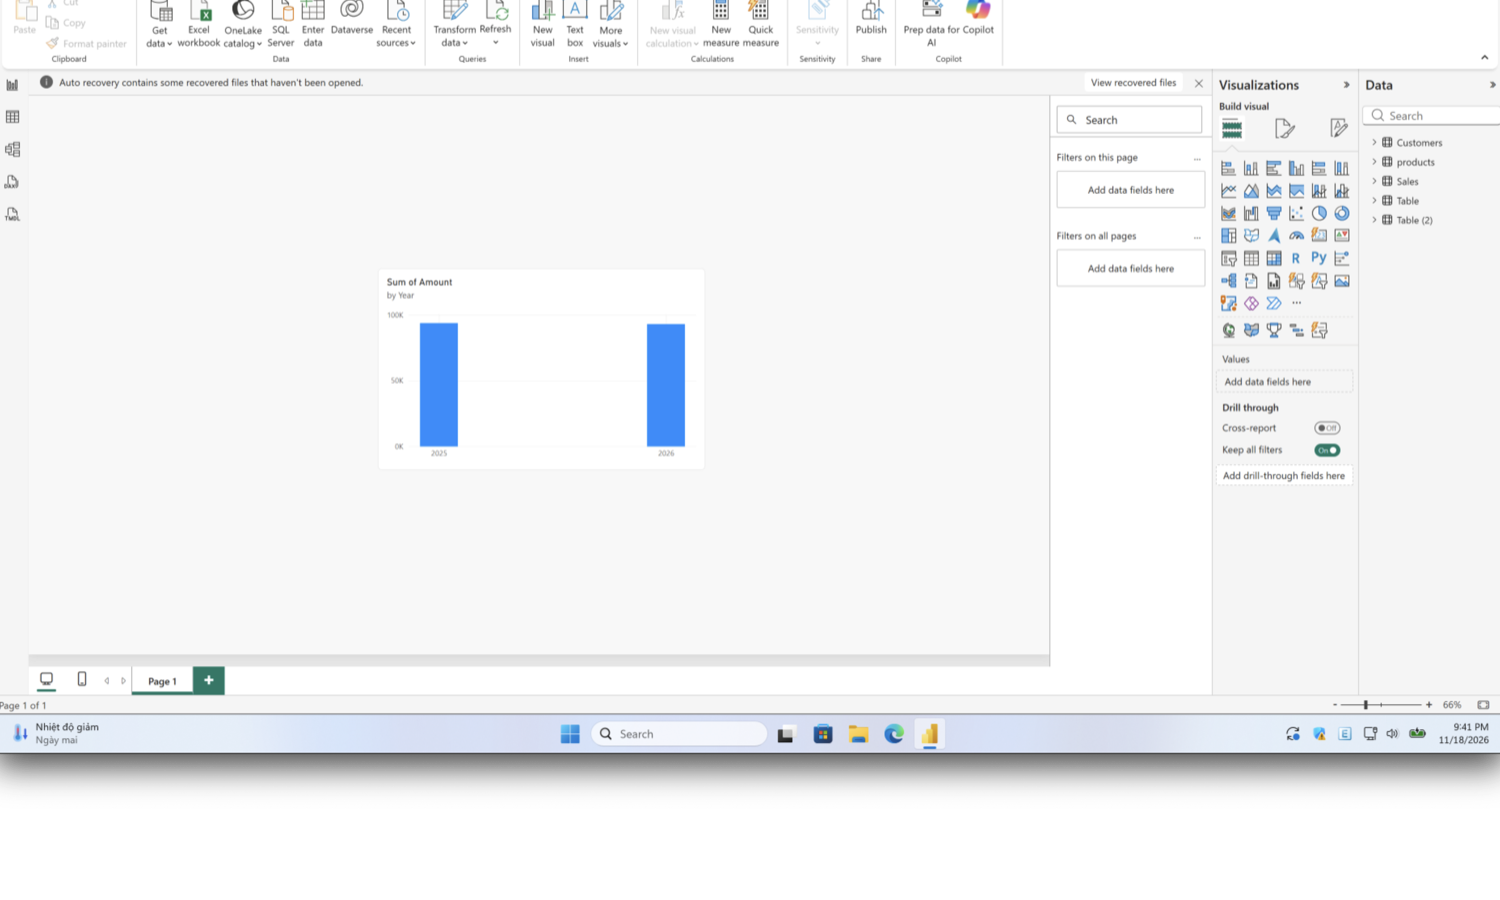 Paste
Cut
Copy
Format painter
Clipboard
Get data
Excel workbook
OneLake catalog
SQL Server
Enter data
Dataverse
Recent sources
Data
Transform data
Refresh
Queries
New visual
Text box
More visuals
Insert
New visual calculation
New measure
Quick measure
Calculations
Sensitivity
Sensitivity
Publish
Share
Prep data for AI
Copilot
Copilot
Auto recovery contains some recovered files that haven't been opened.
View recovered files
Sum of Amount
by Year
100K
50K
0K
2025
2026
Search
Filters on this page
...
Add data fields here
Filters on all pages
...
Add data fields here
Visualizations
Build visual
R
Py
...
Values
Add data fields here
Drill through
Cross-report
Off
Keep all filters
On
Add drill-through fields here
Data
Search
Customers
products
Sales
Table
Table (2)
DAX
TMDL
Page 1
+
Page 1 of 1
- + 66%
Nhiệt độ giảm
Ngày mai
Search
E
9:41 PM
11/18/2026